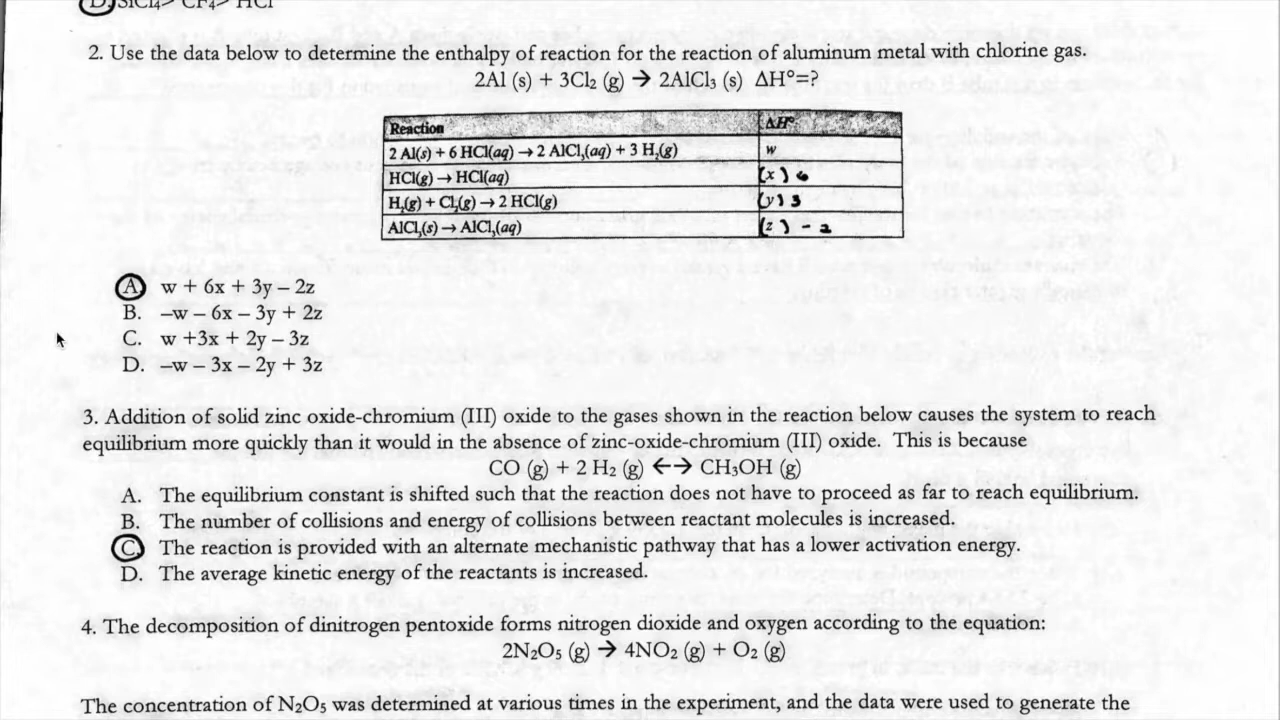 D. SiCl4> CF4> HCl
2. Use the data below to determine the enthalpy of reaction for the reaction of aluminum metal with chlorine gas.
2Al (s) + 3Cl₂ (g) → 2AlCl₃ (s) ΔH°=?
Reaction ΔH°
2 Al(s) + 6 HCl(aq) → 2 AlCl₃(aq) + 3 H₂(g) w
HCl(g) → HCl(aq) (x) 6
H₂(g) + Cl₂(g) → 2 HCl(g) (y) 3
AlCl₃(s) → AlCl₃(aq) (z) - 2
A w + 6x + 3y – 2z
B. –w – 6x – 3y + 2z
C. w +3x + 2y – 3z
D. –w – 3x – 2y + 3z
3. Addition of solid zinc oxide-chromium (III) oxide to the gases shown in the reaction below causes the system to reach
equilibrium more quickly than it would in the absence of zinc-oxide-chromium (III) oxide. This is because
CO (g) + 2 H₂ (g) ←→ CH₃OH (g)
A. The equilibrium constant is shifted such that the reaction does not have to proceed as far to reach equilibrium.
B. The number of collisions and energy of collisions between reactant molecules is increased.
C. The reaction is provided with an alternate mechanistic pathway that has a lower activation energy.
D. The average kinetic energy of the reactants is increased.
4. The decomposition of dinitrogen pentoxide forms nitrogen dioxide and oxygen according to the equation:
2N₂O₅ (g) → 4NO₂ (g) + O₂ (g)
The concentration of N₂O₅ was determined at various times in the experiment, and the data were used to generate the